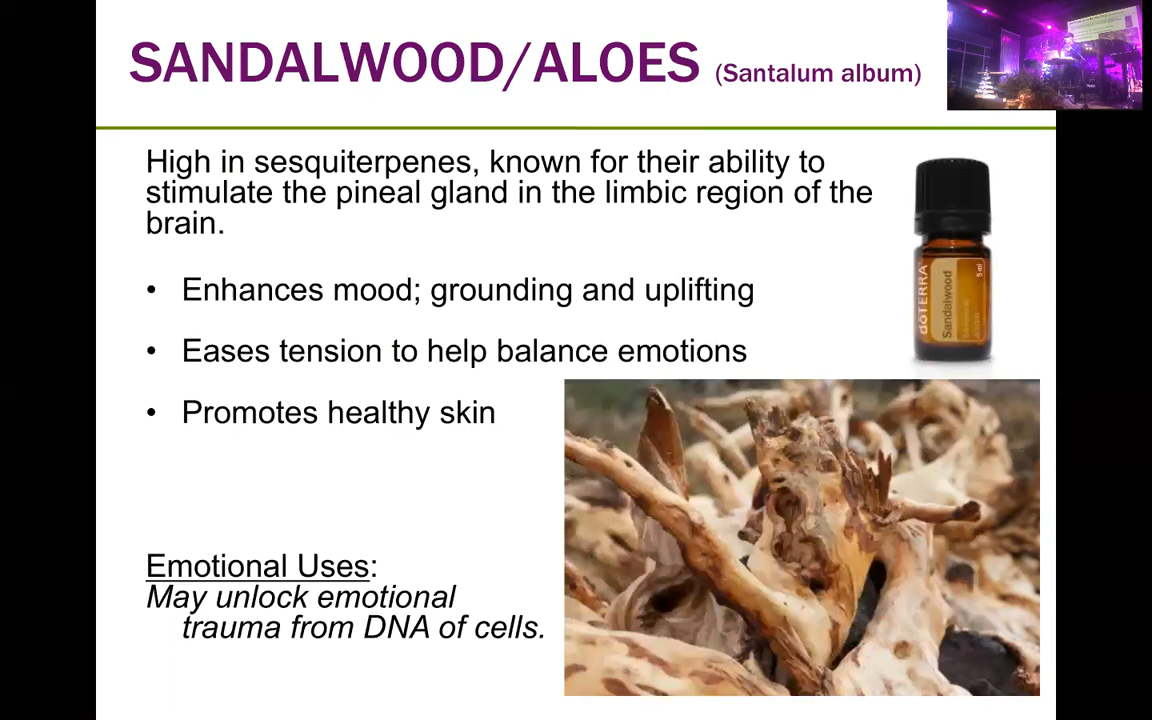 SANDALWOOD/ALOES (Santalum album)
High in sesquiterpenes, known for their ability to
stimulate the pineal gland in the limbic region of the
brain.
• Enhances mood; grounding and uplifting
• Eases tension to help balance emotions
• Promotes healthy skin
Emotional Uses:
May unlock emotional
trauma from DNA of cells.
dōTERRA
Sandalwood
5 ml